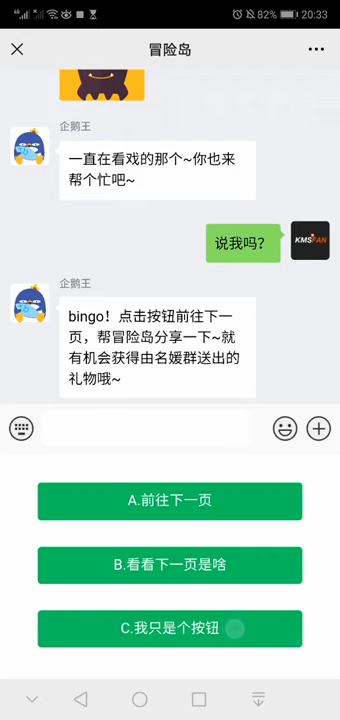 82% 20:33
冒险岛
企鹅王
一直在看戏的那个~你也来
帮个忙吧~
说我吗？
KMSFAN
企鹅王
bingo！点击按钮前往下一
页，帮冒险岛分享一下~就
有机会获得由名媛群送出的
礼物哦~
A.前往下一页
B.看看下一页是啥
C.我只是个按钮